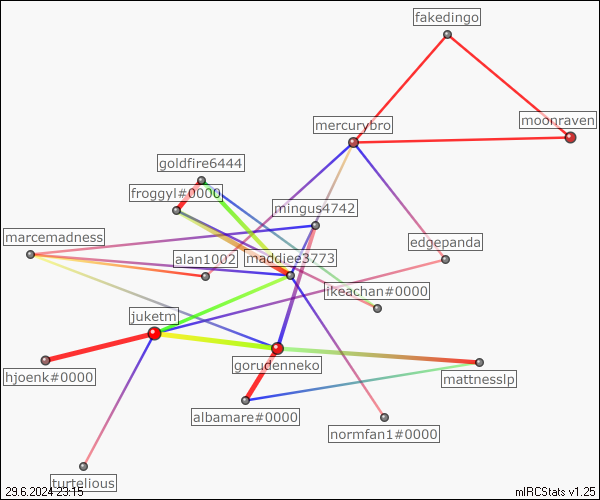 fakedingo
moonraven
mercurybro
goldfire6444
froggyl#0000
mingus4742
marcemadness
edgepanda
alan1002
maddiee3773
ikeachan#0000
juketm
gorudenneko
hjoenk#0000
mattnesslp
albamare#0000
normfan1#0000
turtelious
29.6.2024 23:15
mIRCStats v1.25